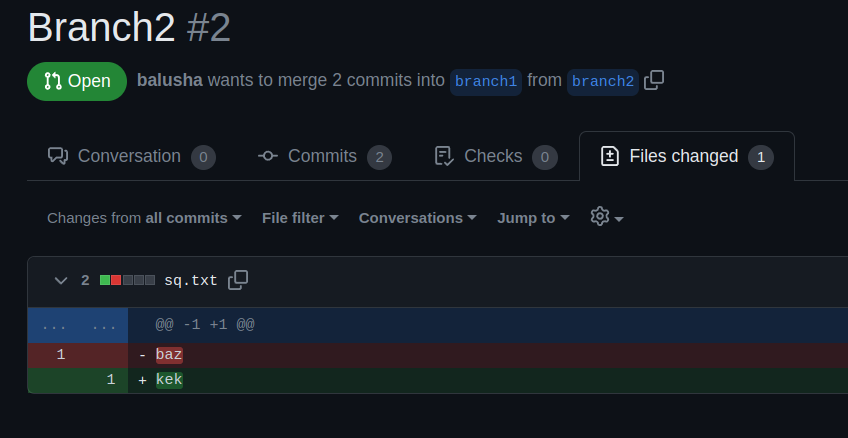 Branch2 #2
Open balusha wants to merge 2 commits into branch1 from branch2
Conversation 0 Commits 2 Checks 0 Files changed 1
Changes from all commits File filter Conversations Jump to
2 sq.txt
... ... @@ -1 +1 @@
1 - baz
1 + kek